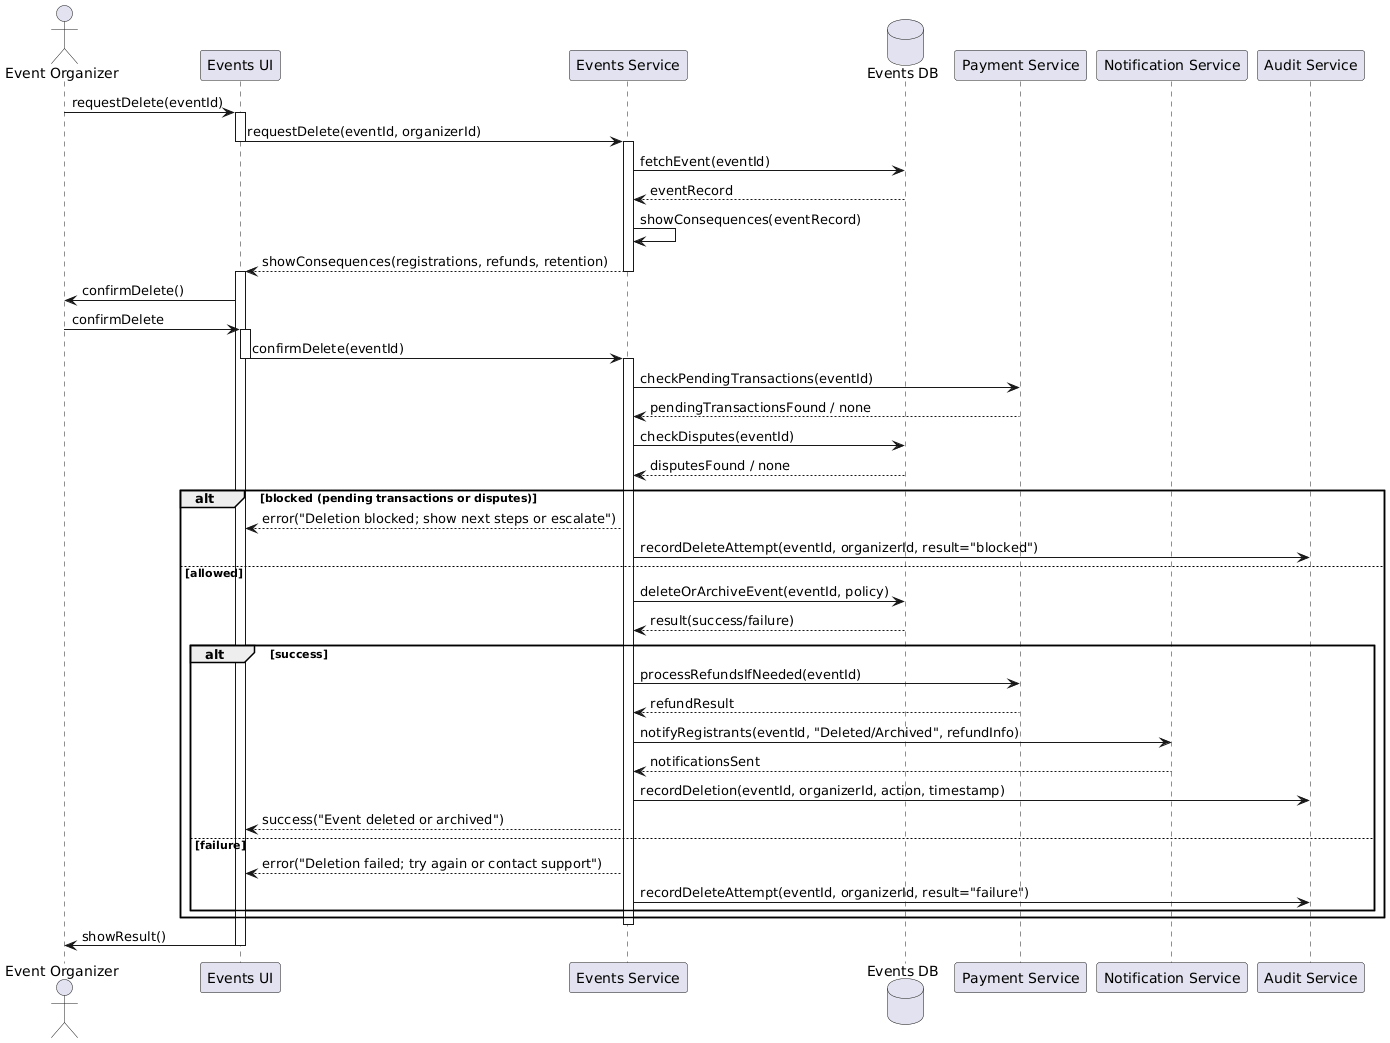 Event Organizer
Events UI
Events Service
Events DB
Payment Service
Notification Service
Audit Service
requestDelete(eventId)
requestDelete(eventId, organizerId)
fetchEvent(eventId)
eventRecord
showConsequences(eventRecord)
showConsequences(registrations, refunds, retention)
confirmDelete()
confirmDelete
confirmDelete(eventId)
checkPendingTransactions(eventId)
pendingTransactionsFound / none
checkDisputes(eventId)
disputesFound / none
alt [blocked (pending transactions or disputes)]
error("Deletion blocked; show next steps or escalate")
recordDeleteAttempt(eventId, organizerId, result="blocked")
[allowed]
deleteOrArchiveEvent(eventId, policy)
result(success/failure)
alt [success]
processRefundsIfNeeded(eventId)
refundResult
notifyRegistrants(eventId, "Deleted/Archived", refundInfo)
notificationsSent
recordDeletion(eventId, organizerId, action, timestamp)
success("Event deleted or archived")
[failure]
error("Deletion failed; try again or contact support")
recordDeleteAttempt(eventId, organizerId, result="failure")
showResult()
Event Organizer
Events UI
Events Service
Events DB
Payment Service
Notification Service
Audit Service